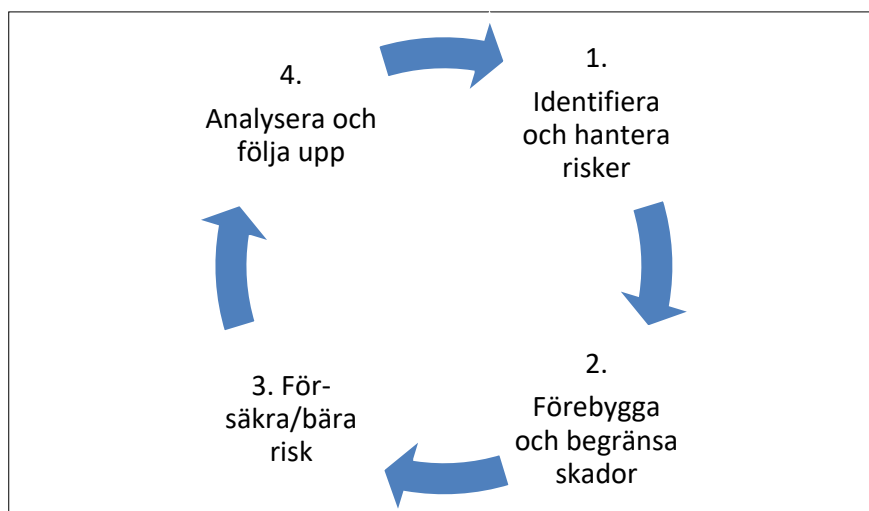 1.
Identifiera
och hantera
risker
2.
Förebygga
och begränsa
skador
3. För-
säkra/bära
risk
4.
Analysera och
följa upp